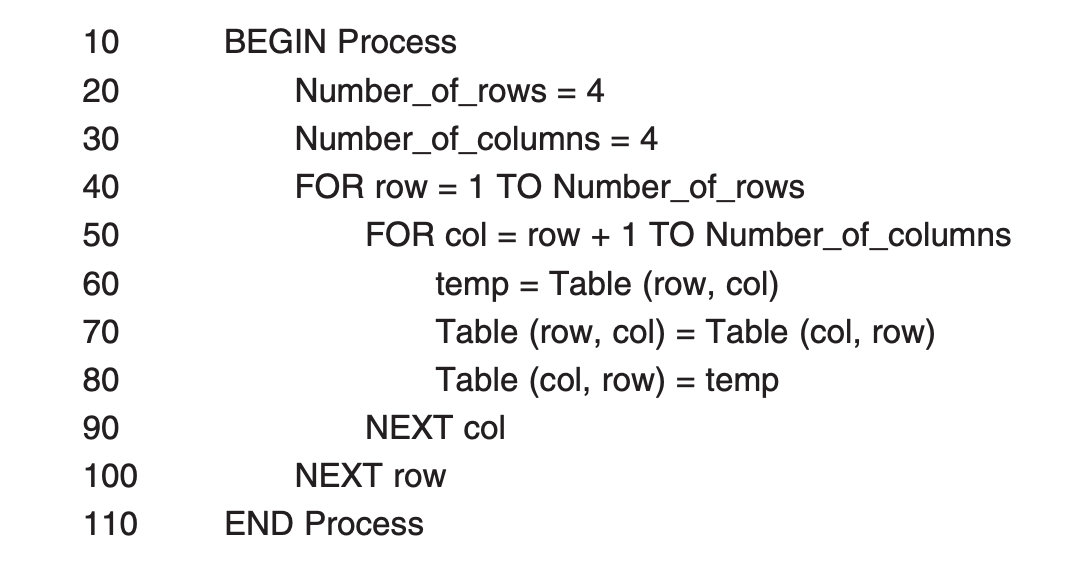 10 BEGIN Process
20 Number_of_rows = 4
30 Number_of_columns = 4
40 FOR row = 1 TO Number_of_rows
50 FOR col = row + 1 TO Number_of_columns
60 temp = Table (row, col)
70 Table (row, col) = Table (col, row)
80 Table (col, row) = temp
90 NEXT col
100 NEXT row
110 END Process